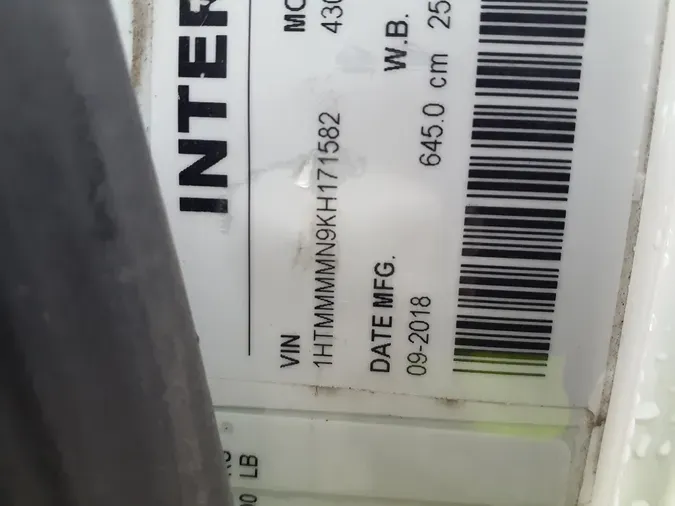 INTER
VIN MO
1HTMMMMN9KH171582 430
DATE MFG. W.B.
09-2018 645.0 cm 25
LB